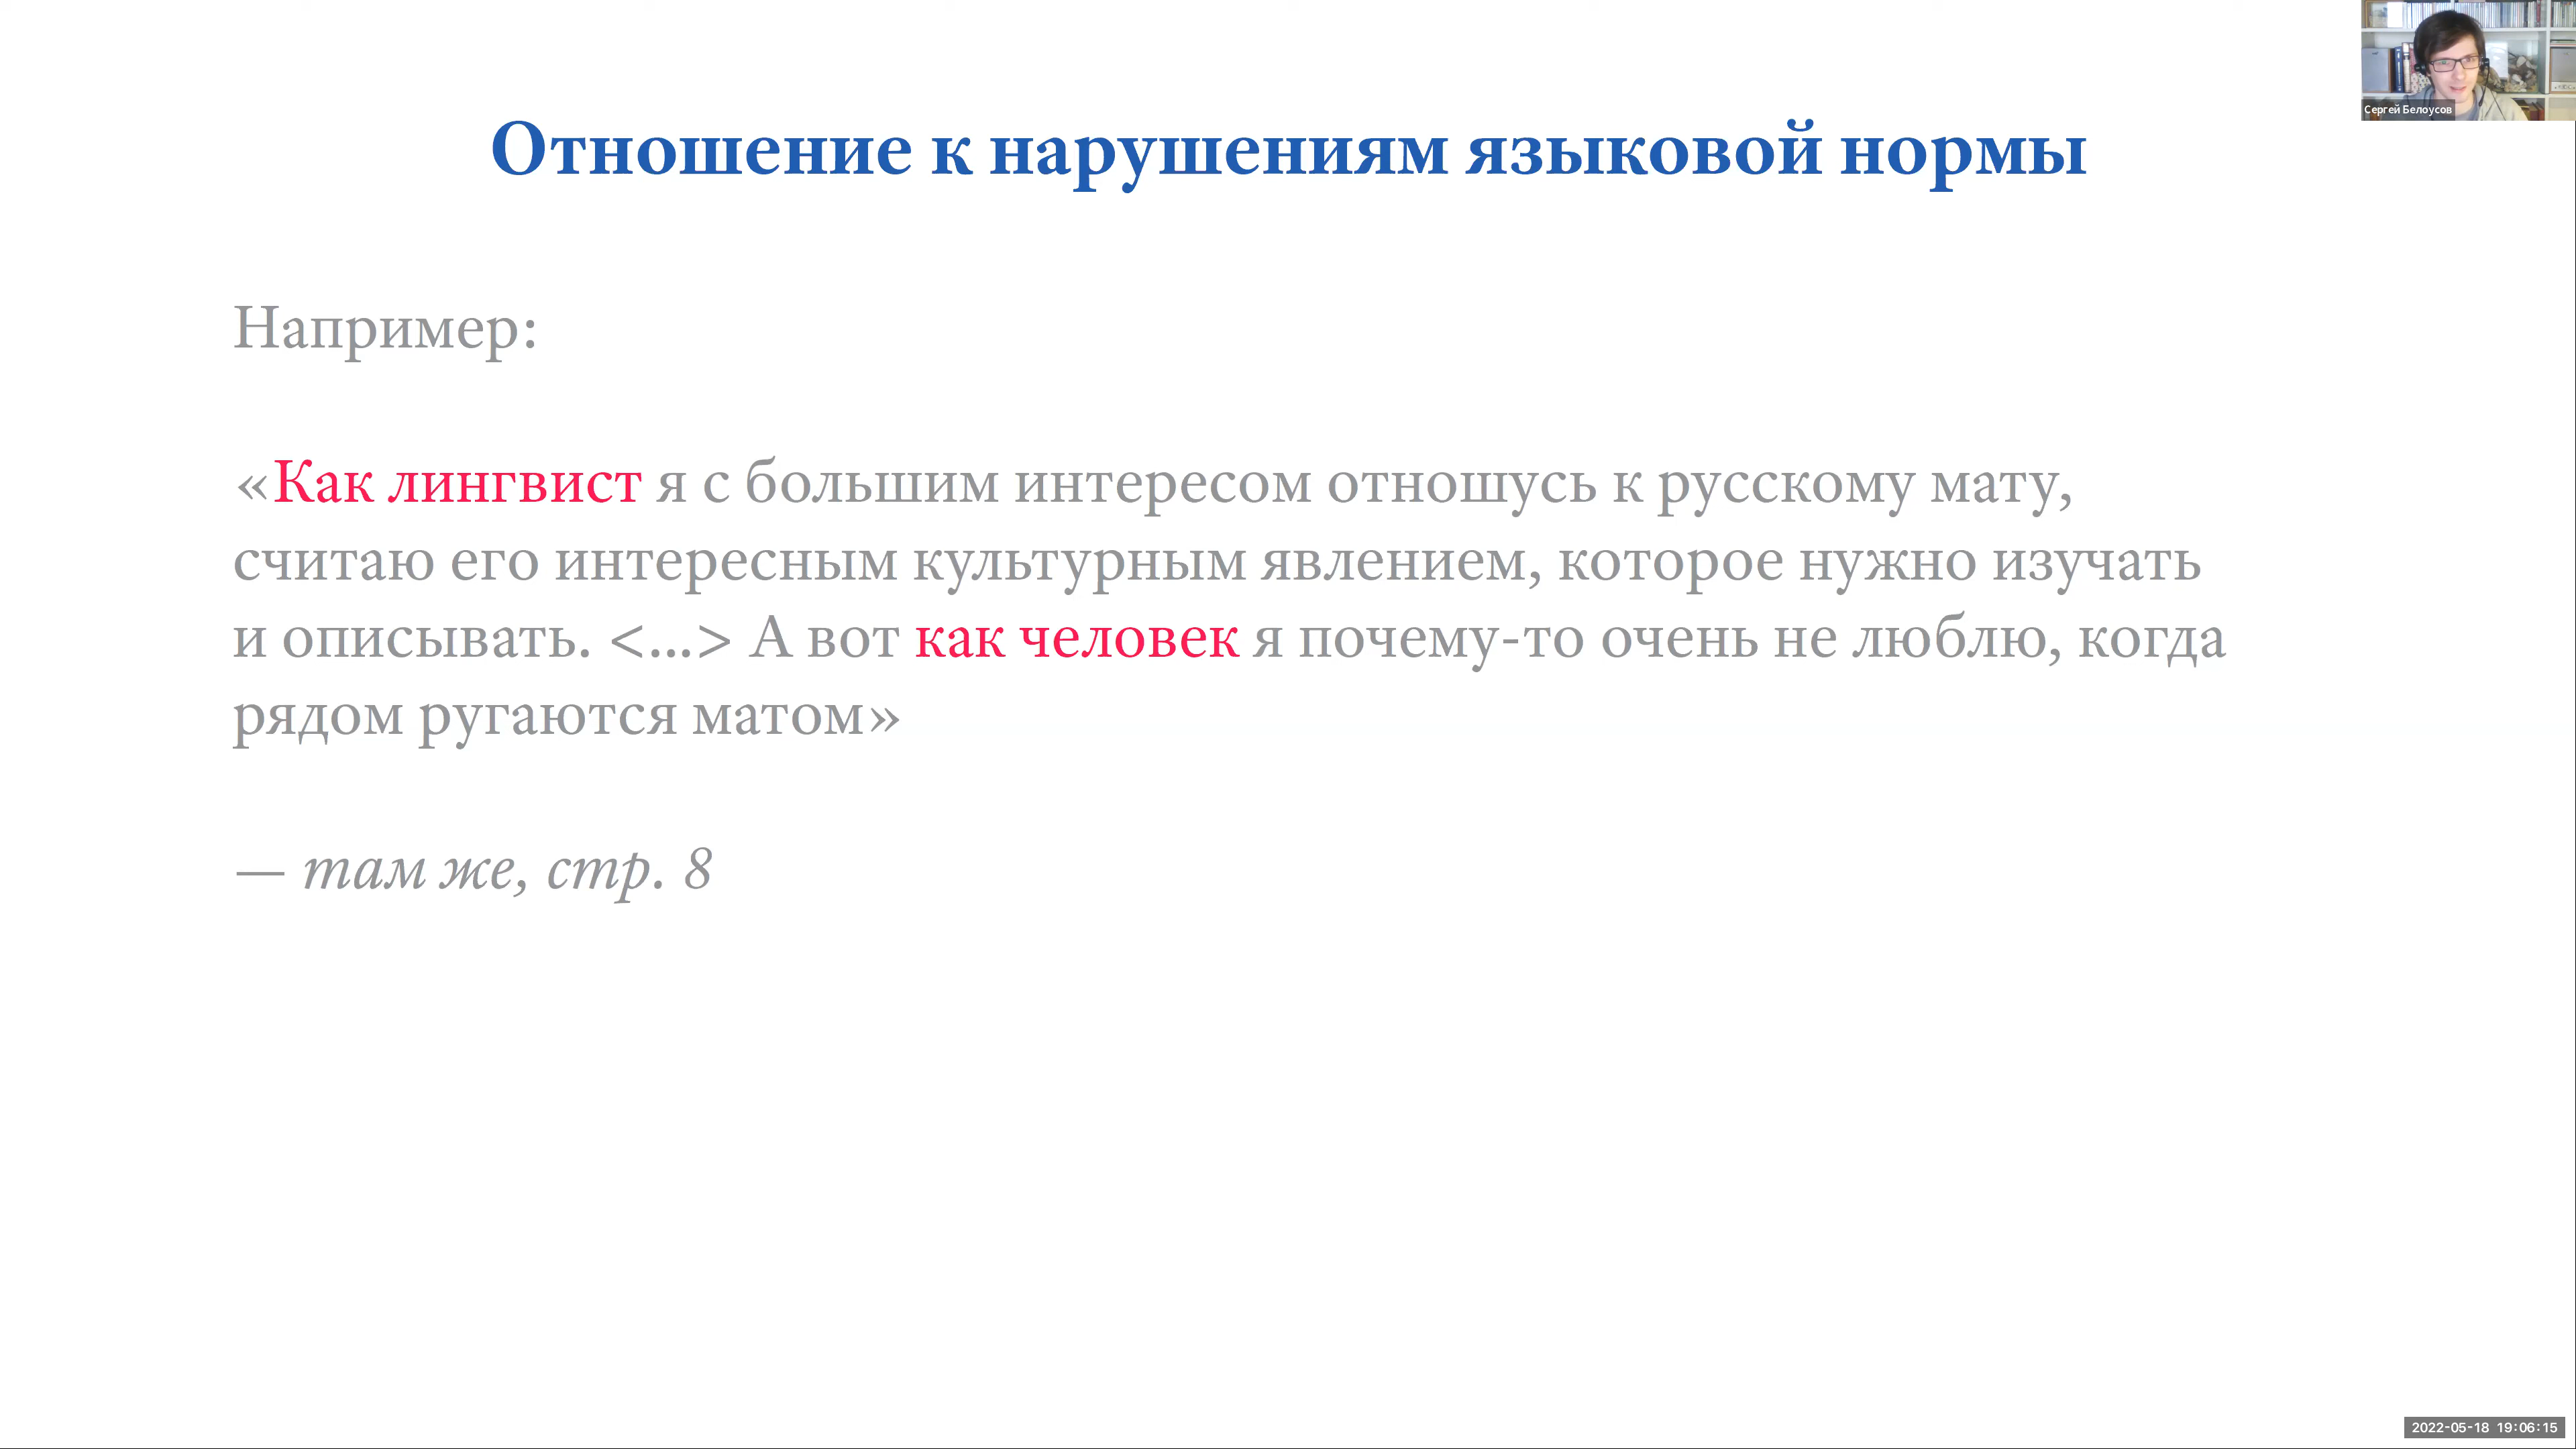 Сергей Белоусов
Отношение к нарушениям языковой нормы
Например:
«Как лингвист я с большим интересом отношусь к русскому мату,
считаю его интересным культурным явлением, которое нужно изучать
и описывать. <...> А вот как человек я почему-то очень не люблю, когда
рядом ругаются матом»
— там же, стр. 8
2022-05-18 19:06:15